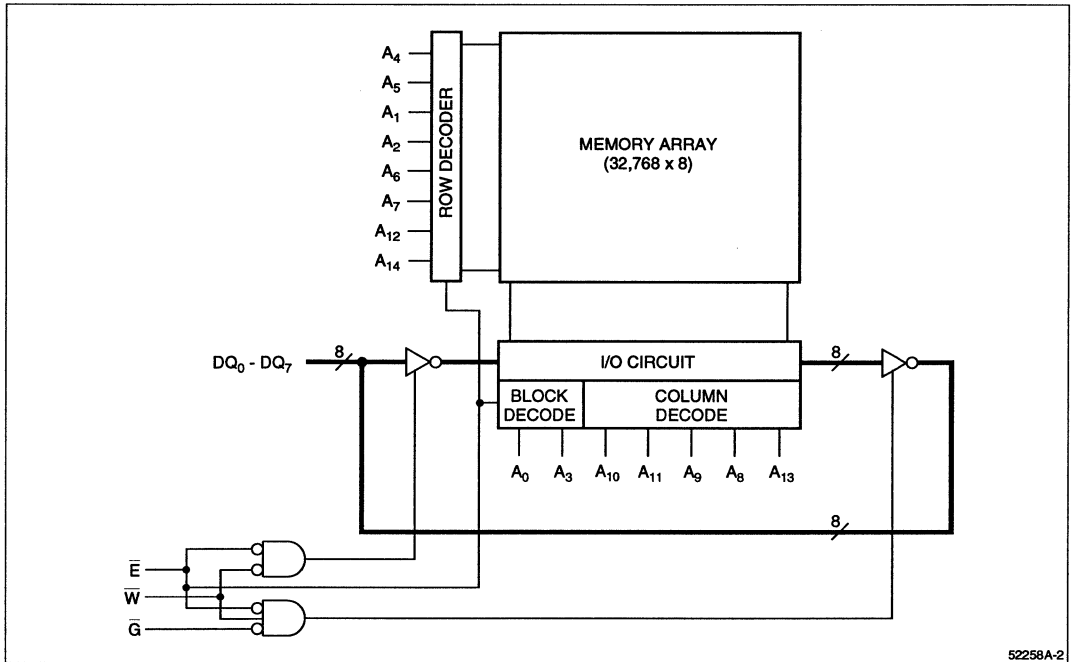 A4
A5
A1
A2
A6
A7
A12
A14
ROW DECODER
MEMORY ARRAY
(32,768 x 8)
DQ0 - DQ7
8
I/O CIRCUIT
8
BLOCK
DECODE
COLUMN
DECODE
A0 A3 A10 A11 A9 A8 A13
8
E̅
W̅
G̅
52258A-2